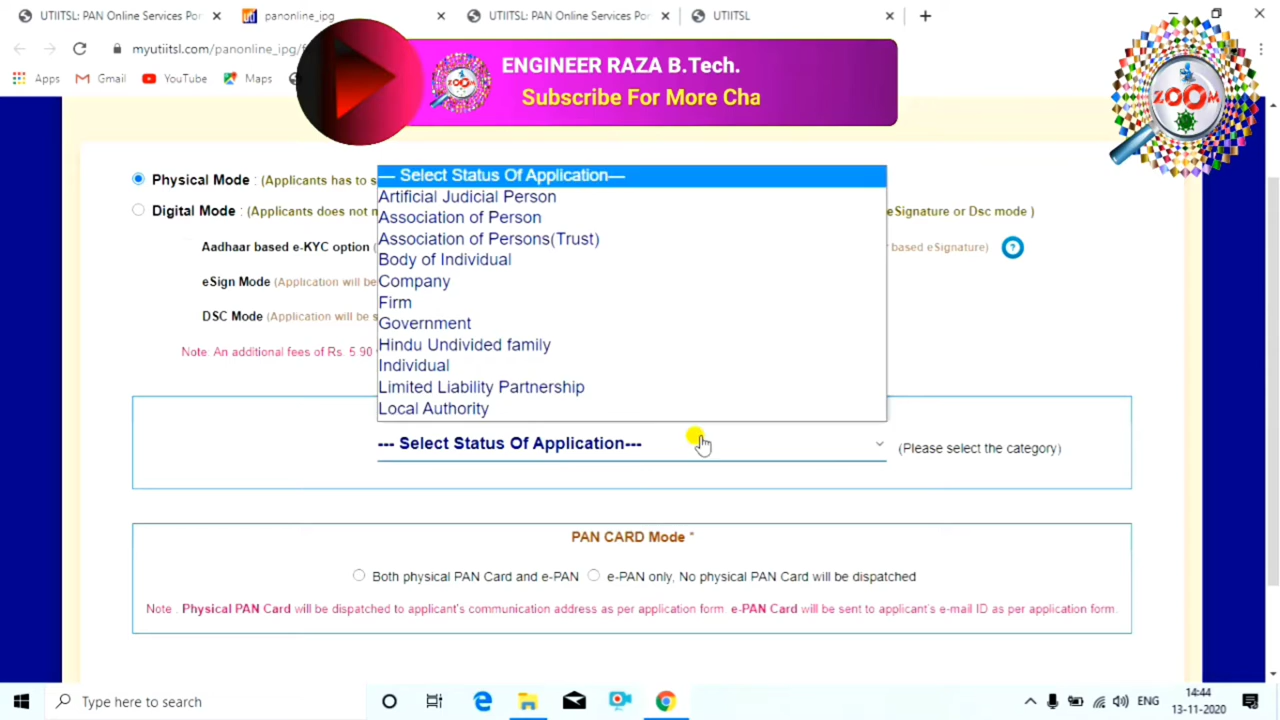 UTIITSL: PAN Online Services Por
panonline_ipg
UTIITSL: PAN Online Services Por
UTIITSL
myutiitsl.com/panonline_ipg/f
Apps
Gmail
YouTube
Maps
ZOOM
ENGINEER RAZA B.Tech.
Subscribe For More Cha
ZOOM
Physical Mode : (Applicants has to s
Digital Mode : (Applicants does not
eSignature or Dsc mode )
Aadhaar based e-KYC option (
based eSignature)
?
eSign Mode (Application will be
DSC Mode (Application will be s
Note. An additional fees of Rs. 5.90
— Select Status Of Application—
Artificial Judicial Person
Association of Person
Association of Persons(Trust)
Body of Individual
Company
Firm
Government
Hindu Undivided family
Individual
Limited Liability Partnership
Local Authority
--- Select Status Of Application---
(Please select the category)
PAN CARD Mode *
Both physical PAN Card and e-PAN
e-PAN only, No physical PAN Card will be dispatched
Note : Physical PAN Card will be dispatched to applicant's communication address as per application form. e-PAN Card will be sent to applicant's e-mail ID as per application form.
Type here to search
ENG
14:44
13-11-2020